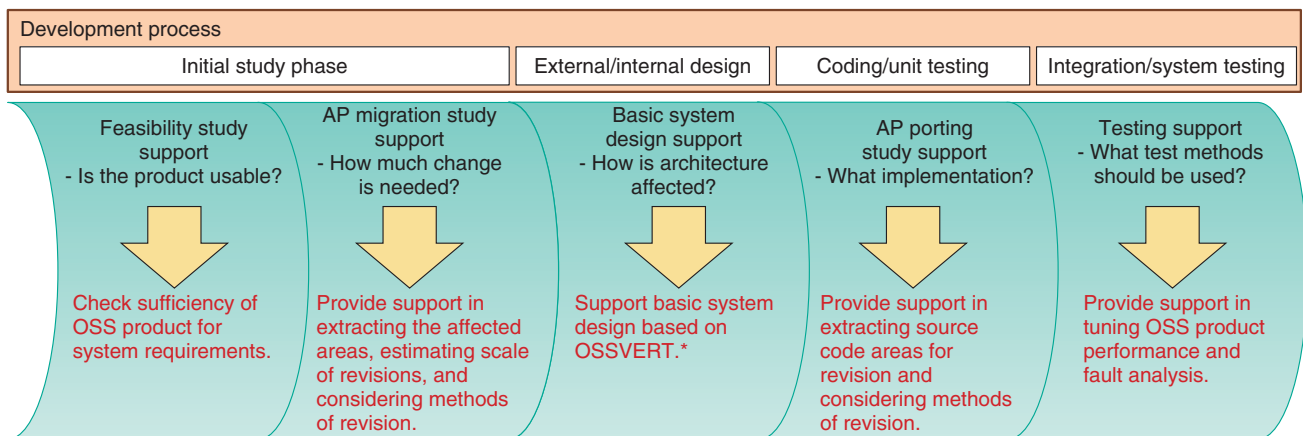 Development process
Initial study phase
External/internal design
Coding/unit testing
Integration/system testing
Feasibility study
support
- Is the product usable?
Check sufficiency of
OSS product for
system requirements.
AP migration study
support
- How much change
is needed?
Provide support in
extracting the affected
areas, estimating scale
of revisions, and
considering methods
of revision.
Basic system
design support
- How is architecture
affected?
Support basic system
design based on
OSSVERT.*
AP porting
study support
- What implementation?
Provide support in
extracting source
code areas for
revision and
considering methods
of revision.
Testing support
- What test methods
should be used?
Provide support in
tuning OSS product
performance and
fault analysis.